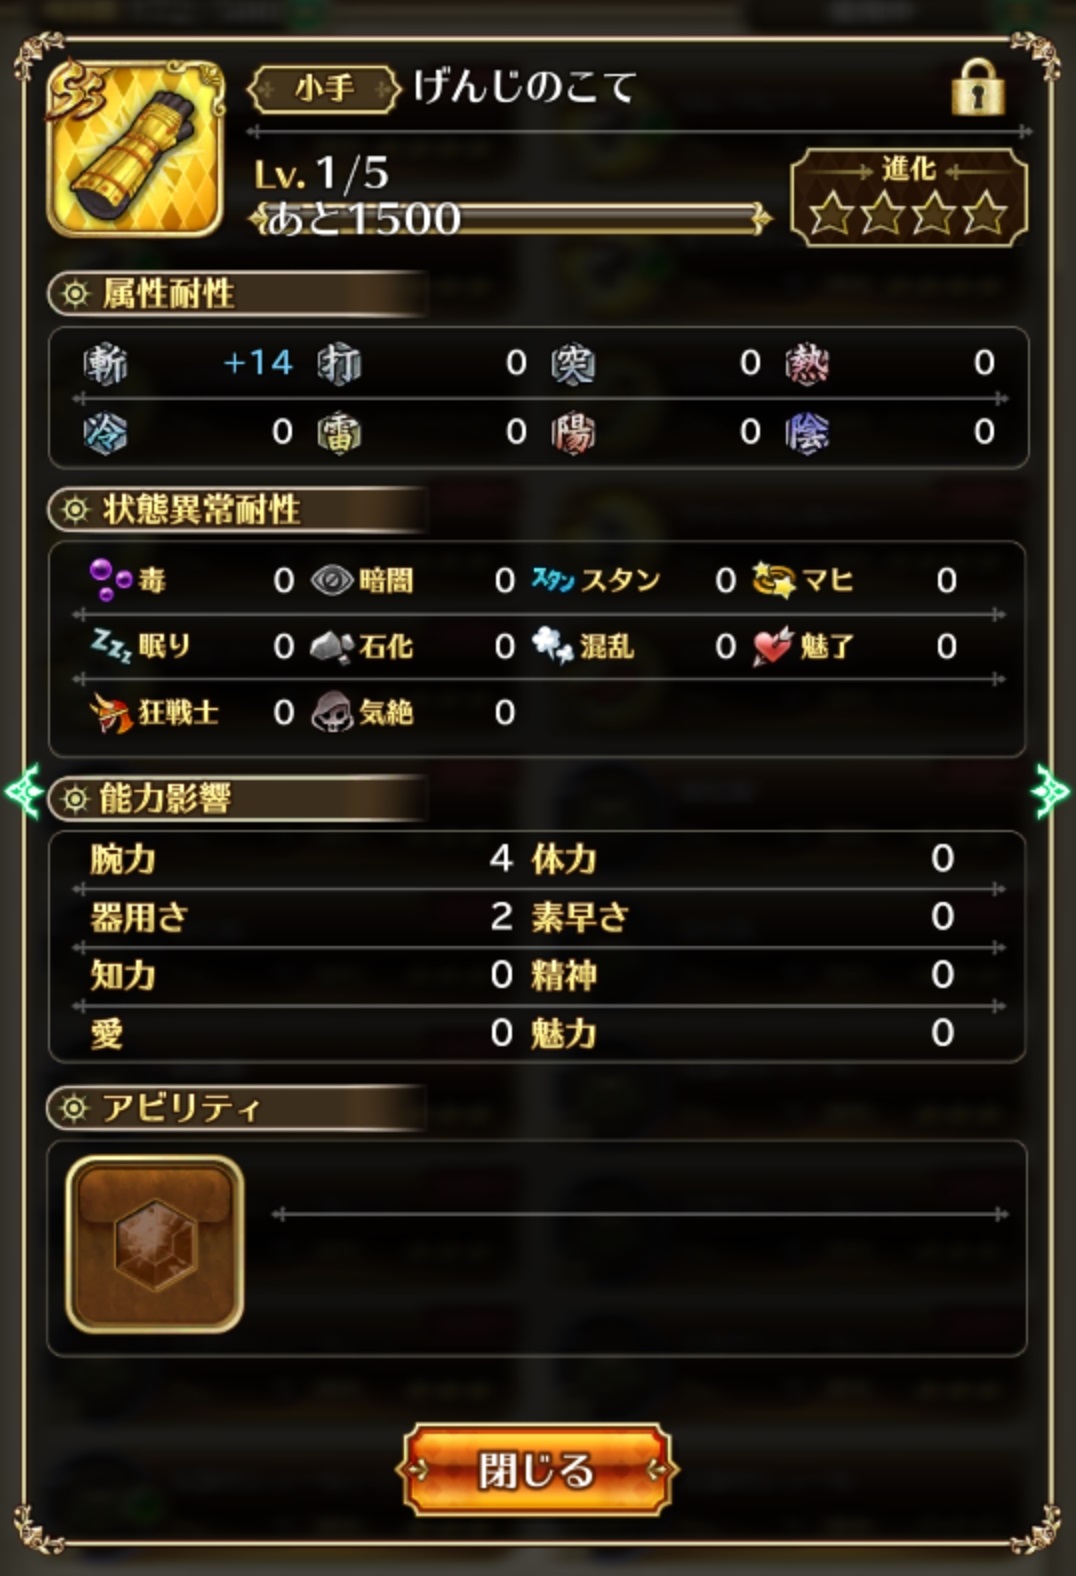 SS
小手 げんじのこて
Lv. 1/5
あと1500
進化
属性耐性
斬 +14 打 0 突 0 熱 0
冷 0 雷 0 陽 0 陰 0
状態異常耐性
毒 0 暗闇 0 スタン スタン 0 マヒ 0
zzz 眠り 0 石化 0 混乱 0 魅了 0
狂戦士 0 気絶 0
能力影響
腕力 4 体力 0
器用さ 2 素早さ 0
知力 0 精神 0
愛 0 魅力 0
アビリティ
閉じる